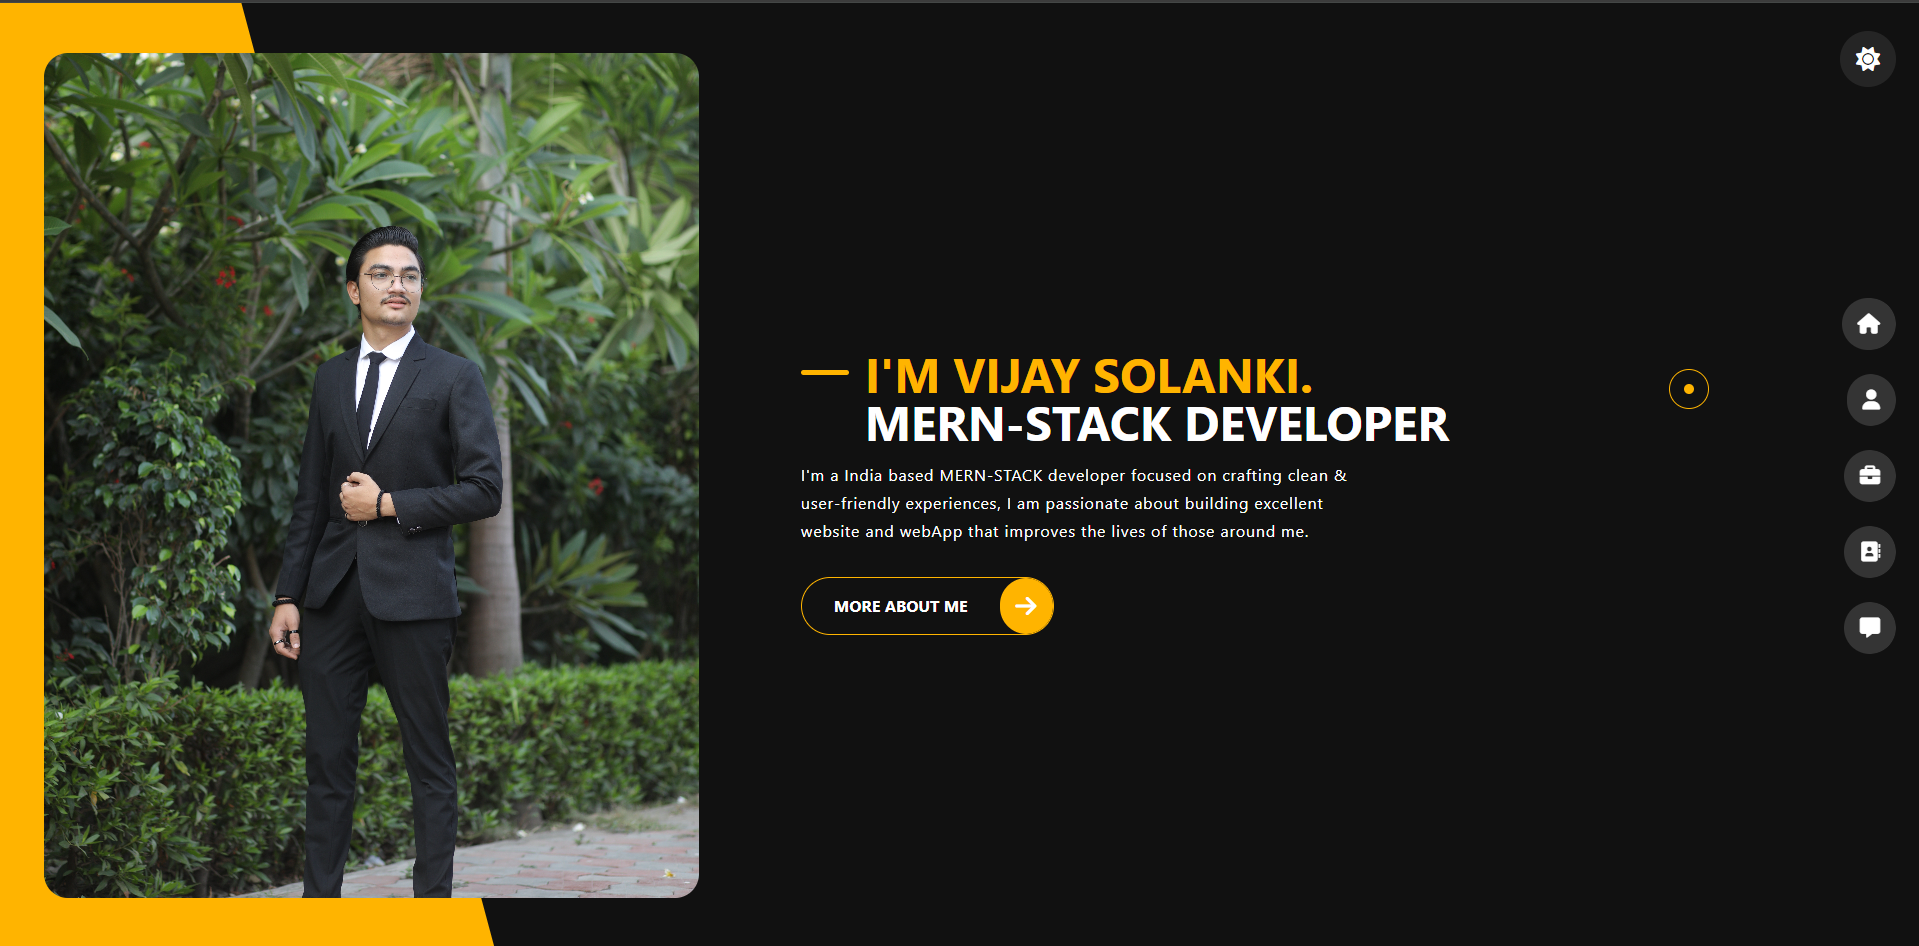 I'M VIJAY SOLANKI.
MERN-STACK DEVELOPER
I'm a India based MERN-STACK developer focused on crafting clean &
user-friendly experiences, I am passionate about building excellent
website and webApp that improves the lives of those around me.
MORE ABOUT ME